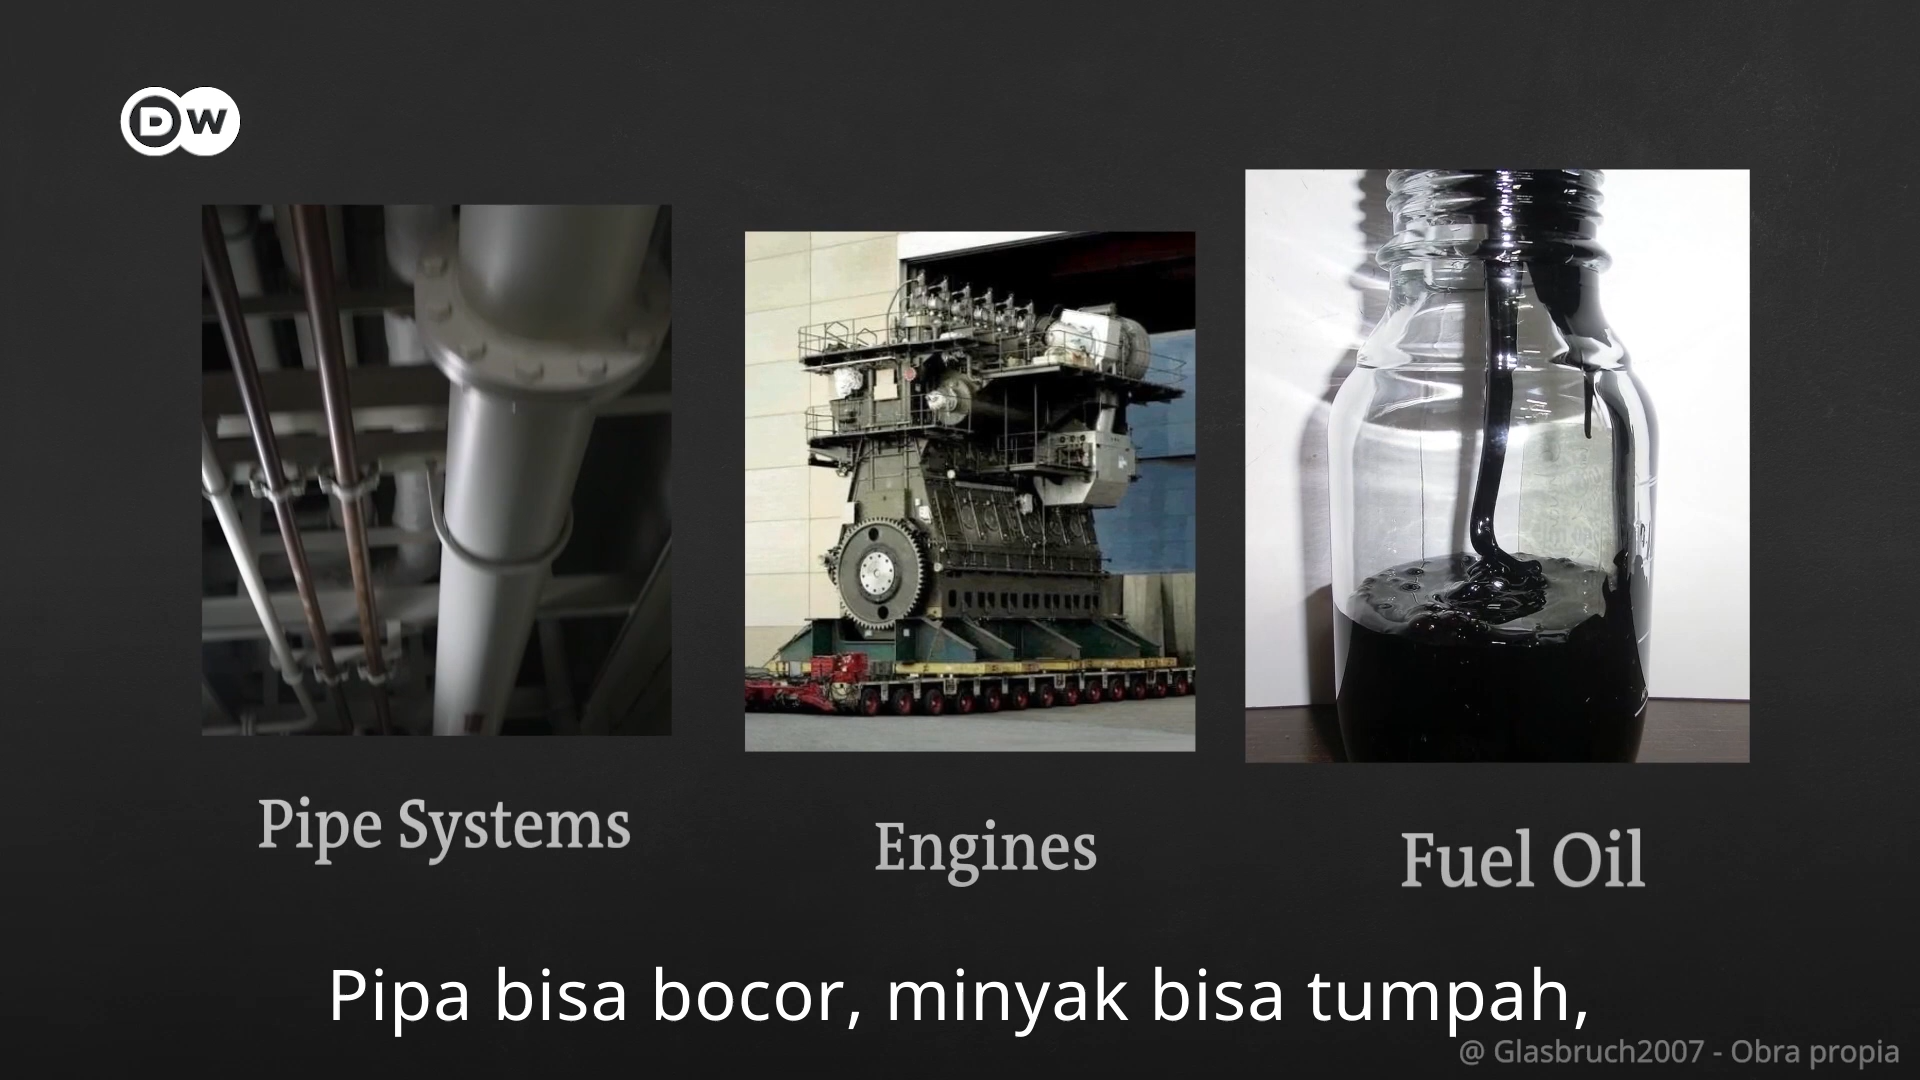 DW
Pipe Systems
Engines
Fuel Oil
Pipa bisa bocor, minyak bisa tumpah,
@ Glasbruch2007 - Obra propia